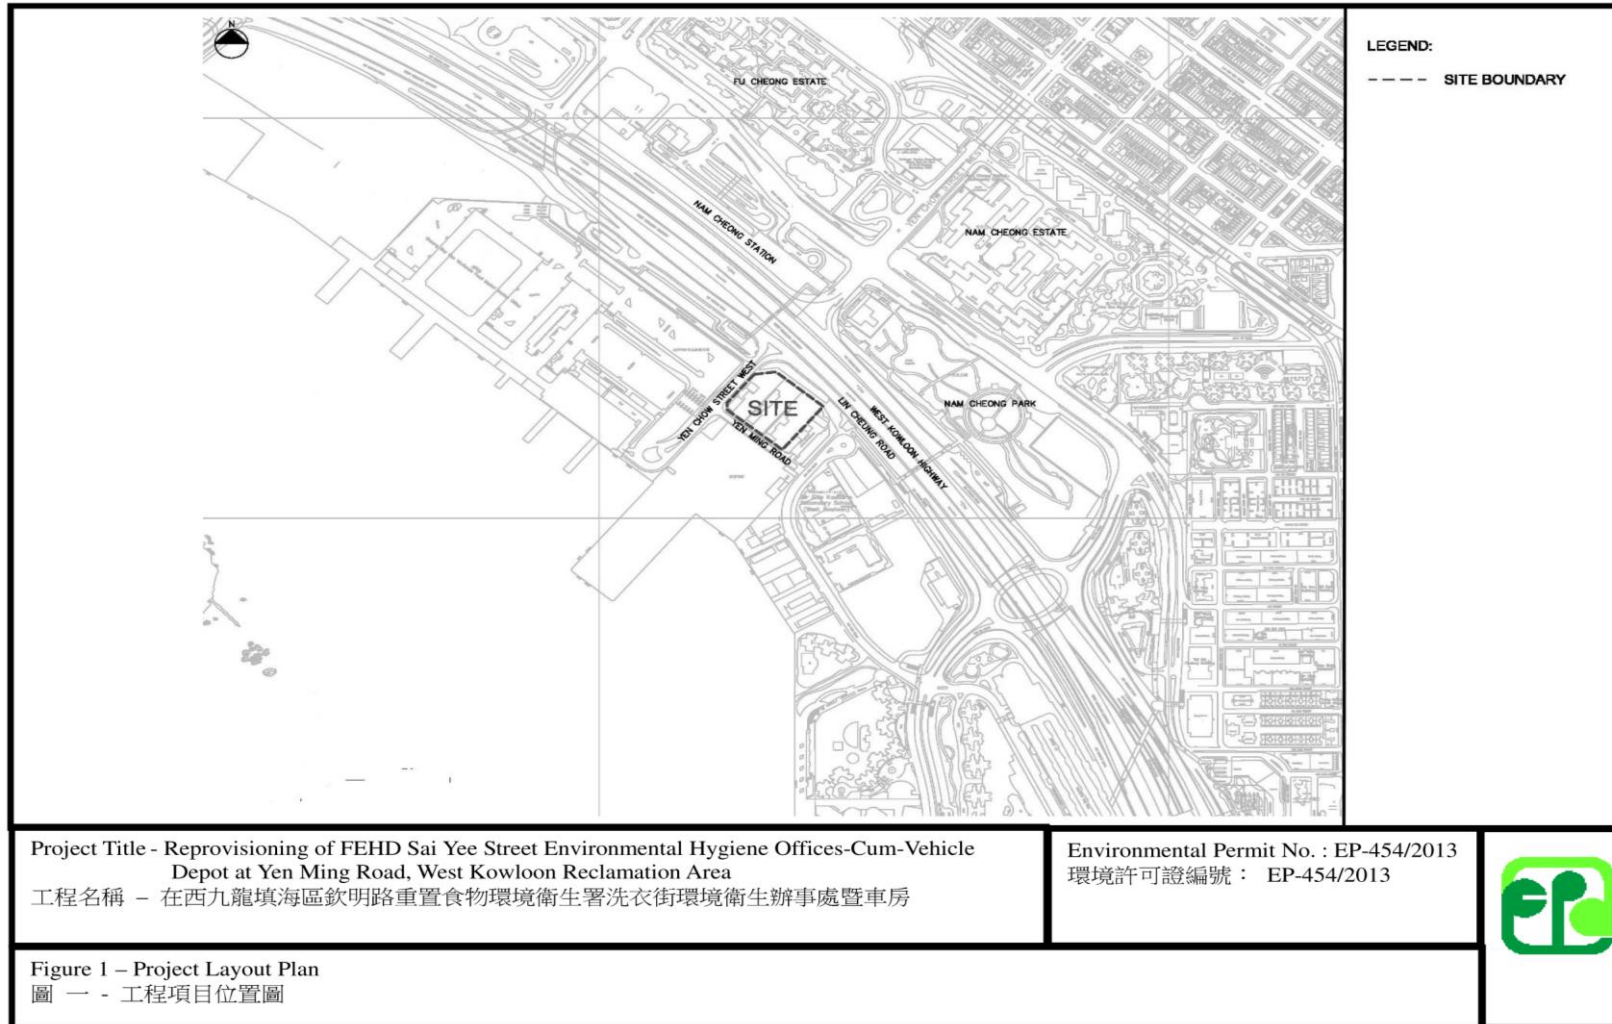 N
FU CHEONG ESTATE
NAM CHEONG STATION
NAM CHEONG ESTATE
YEN CHOW STREET WEST
SITE
YEN MING ROAD
LIN CHEUNG ROAD
WEST KOWLOON HIGHWAY
NAM CHEONG PARK
LEGEND:
SITE BOUNDARY
Project Title - Reprovisioning of FEHD Sai Yee Street Environmental Hygiene Offices-Cum-Vehicle
Depot at Yen Ming Road, West Kowloon Reclamation Area
工程名稱 – 在西九龍填海區欽明路重置食物環境衛生署洗衣街環境衛生辦事處暨車房
Environmental Permit No. : EP-454/2013
環境許可證編號： EP-454/2013
Figure 1 – Project Layout Plan
圖 一 - 工程項目位置圖